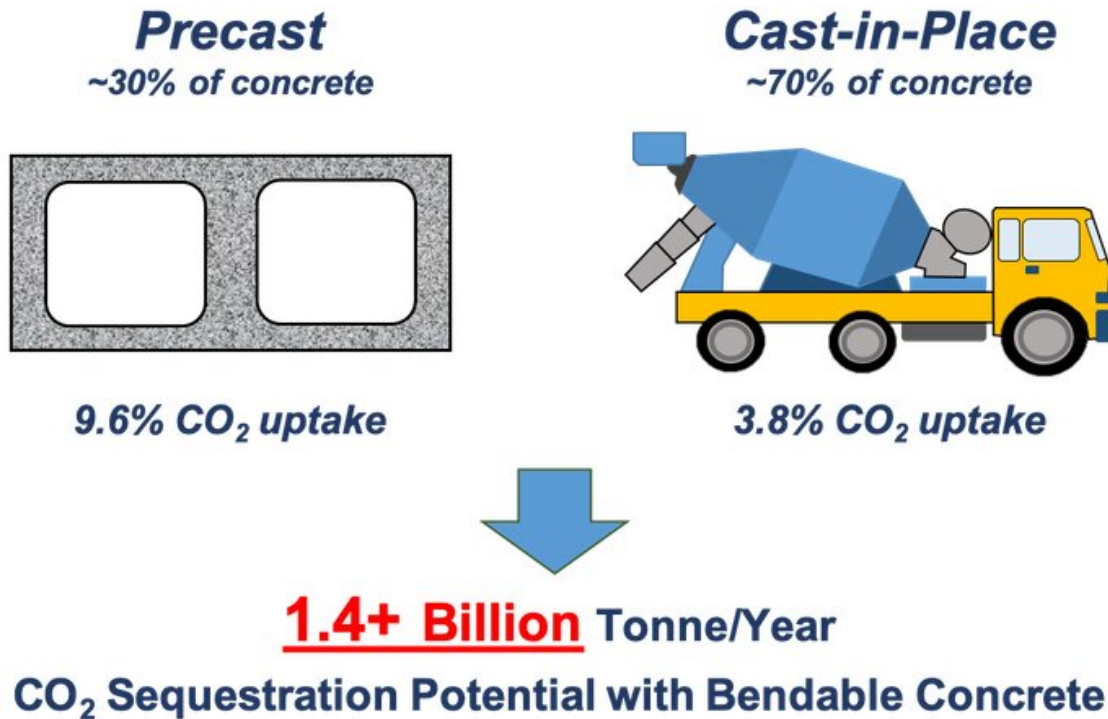 Precast
~30% of concrete
Cast-in-Place
~70% of concrete
9.6% CO₂ uptake
3.8% CO₂ uptake
1.4+ Billion Tonne/Year
CO₂ Sequestration Potential with Bendable Concrete